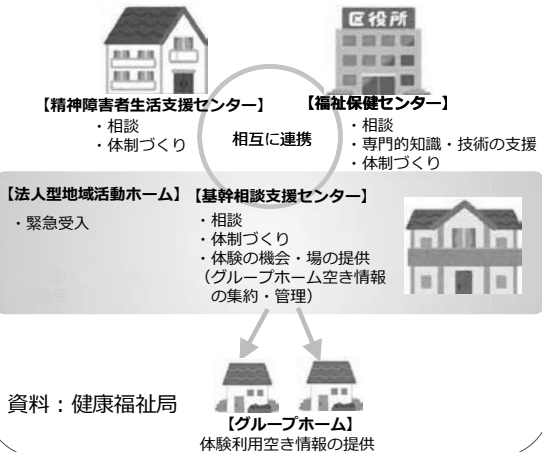 区役所
【精神障害者生活支援センター】
・相談
・体制づくり
【福祉保健センター】
・相談
・専門的知識・技術の支援
・体制づくり
相互に連携
【法人型地域活動ホーム】
・緊急受入
【基幹相談支援センター】
・相談
・体制づくり
・体験の機会・場の提供
（グループホーム空き情報
の集約・管理）
資料：健康福祉局
【グループホーム】
体験利用空き情報の提供